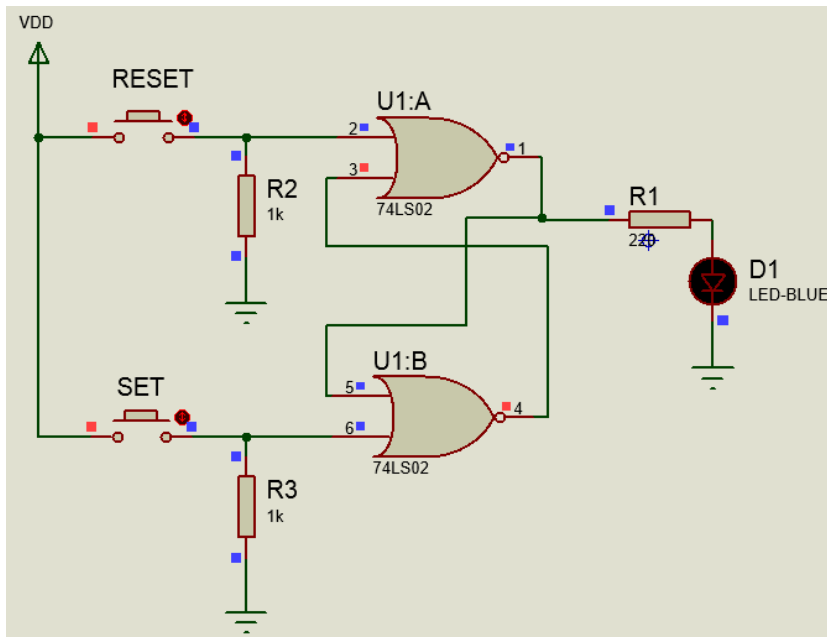 VDD
RESET
U1:A
2
1
3
R2
1k
74LS02
R1
220
D1
LED-BLUE
U1:B
SET
5
4
6
74LS02
R3
1k